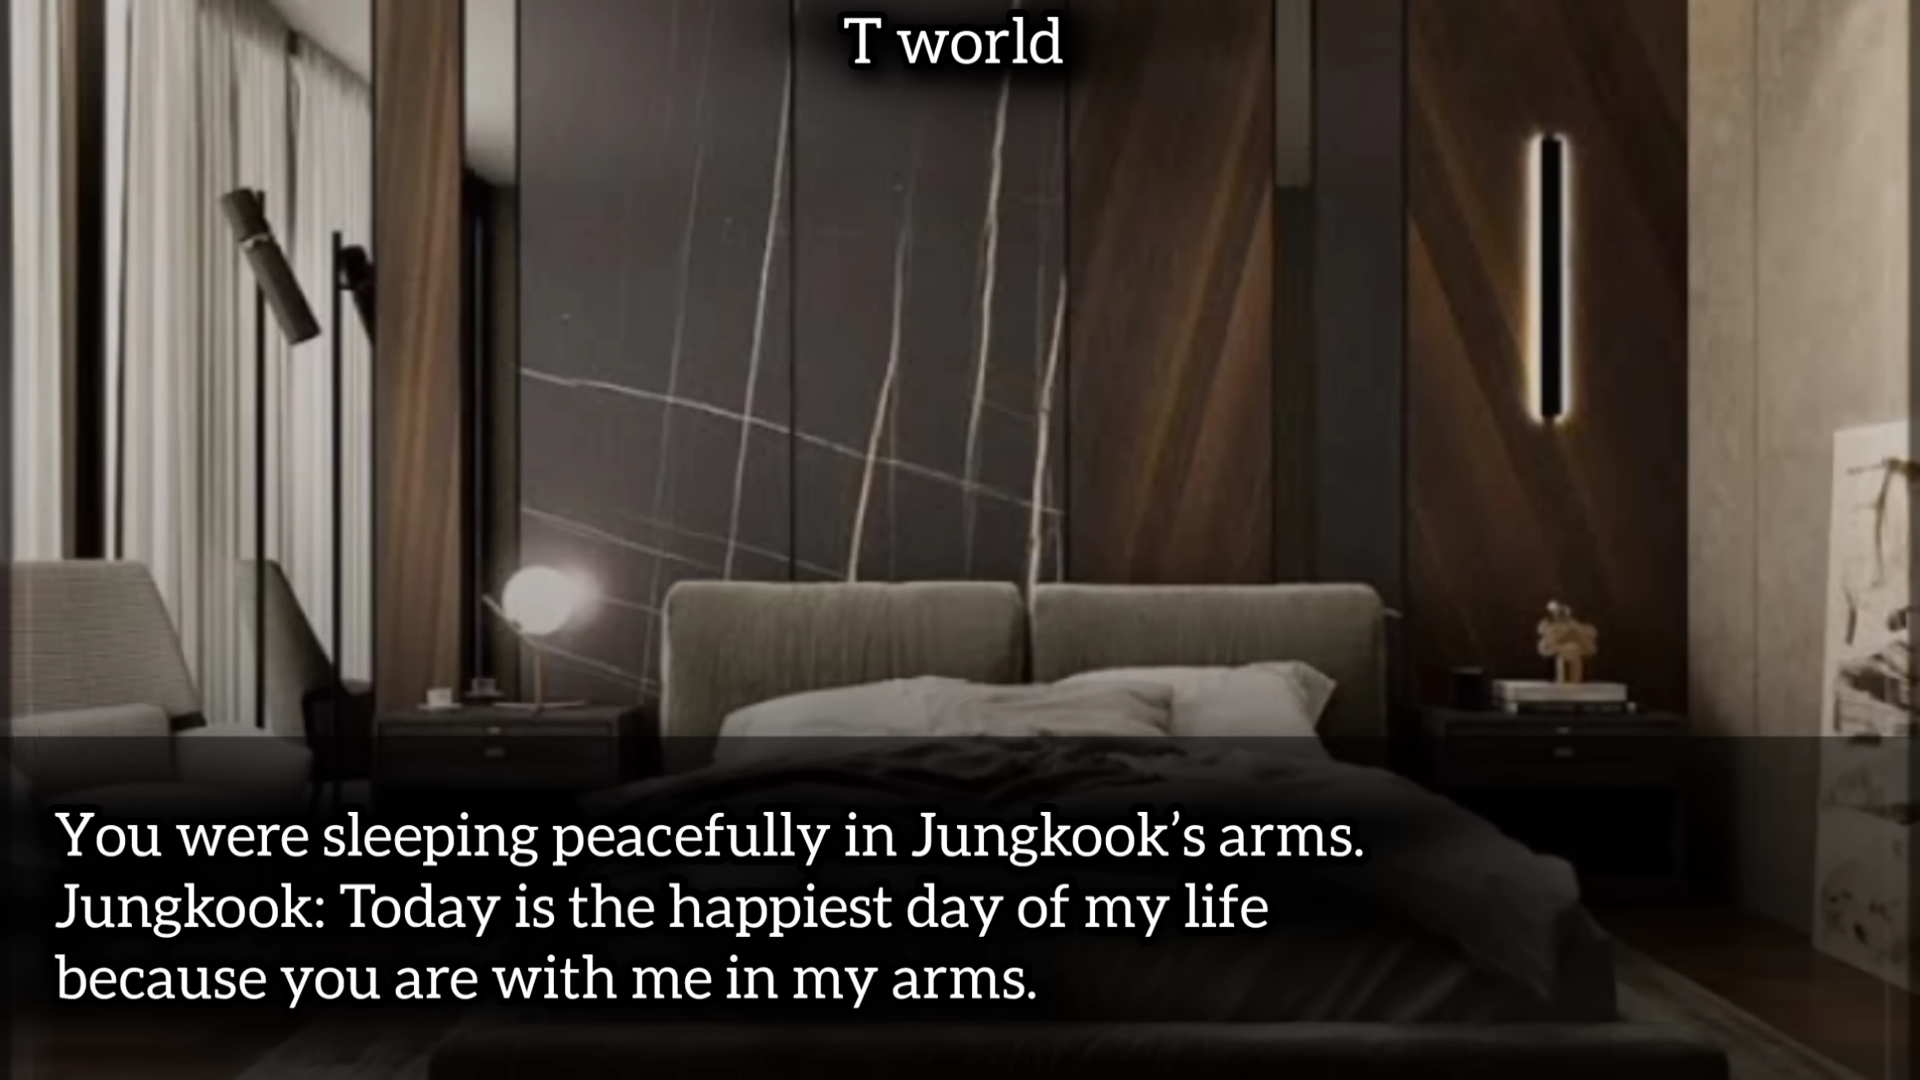 T world
You were sleeping peacefully in Jungkook’s arms.
Jungkook: Today is the happiest day of my life
because you are with me in my arms.